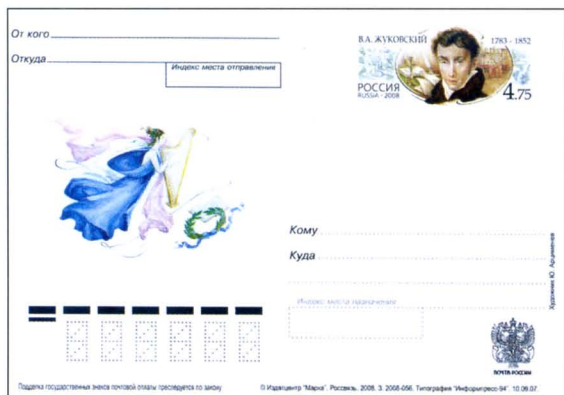 От кого
Откуда
Индекс места отправления
В.А. ЖУКОВСКИЙ 1783 - 1852
РОССИЯ
RUSSIA - 2008
4.75
Кому
Куда
Индекс места назначения
Художник Ю. Арцименев
ПОЧТА РОССИИ
Подделка государственных знаков почтовой оплаты преследуется по закону
© Издатцентр "Марка". Россвязь. 2008. З. 2008-056. Типография "Информпресс-94". 10.06.07.